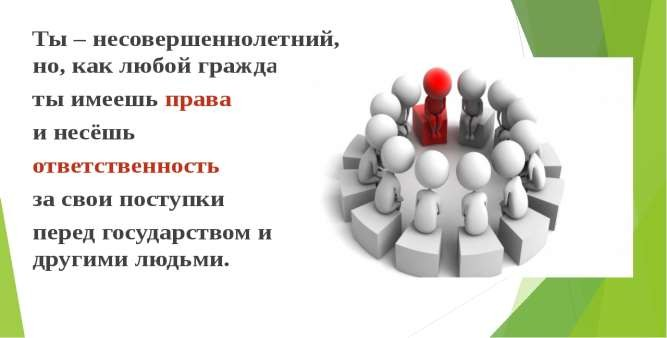 Ты – несовершеннолетний,
но, как любой гражда
ты имеешь права
и несёшь
ответственность
за свои поступки
перед государством и
другими людьми.